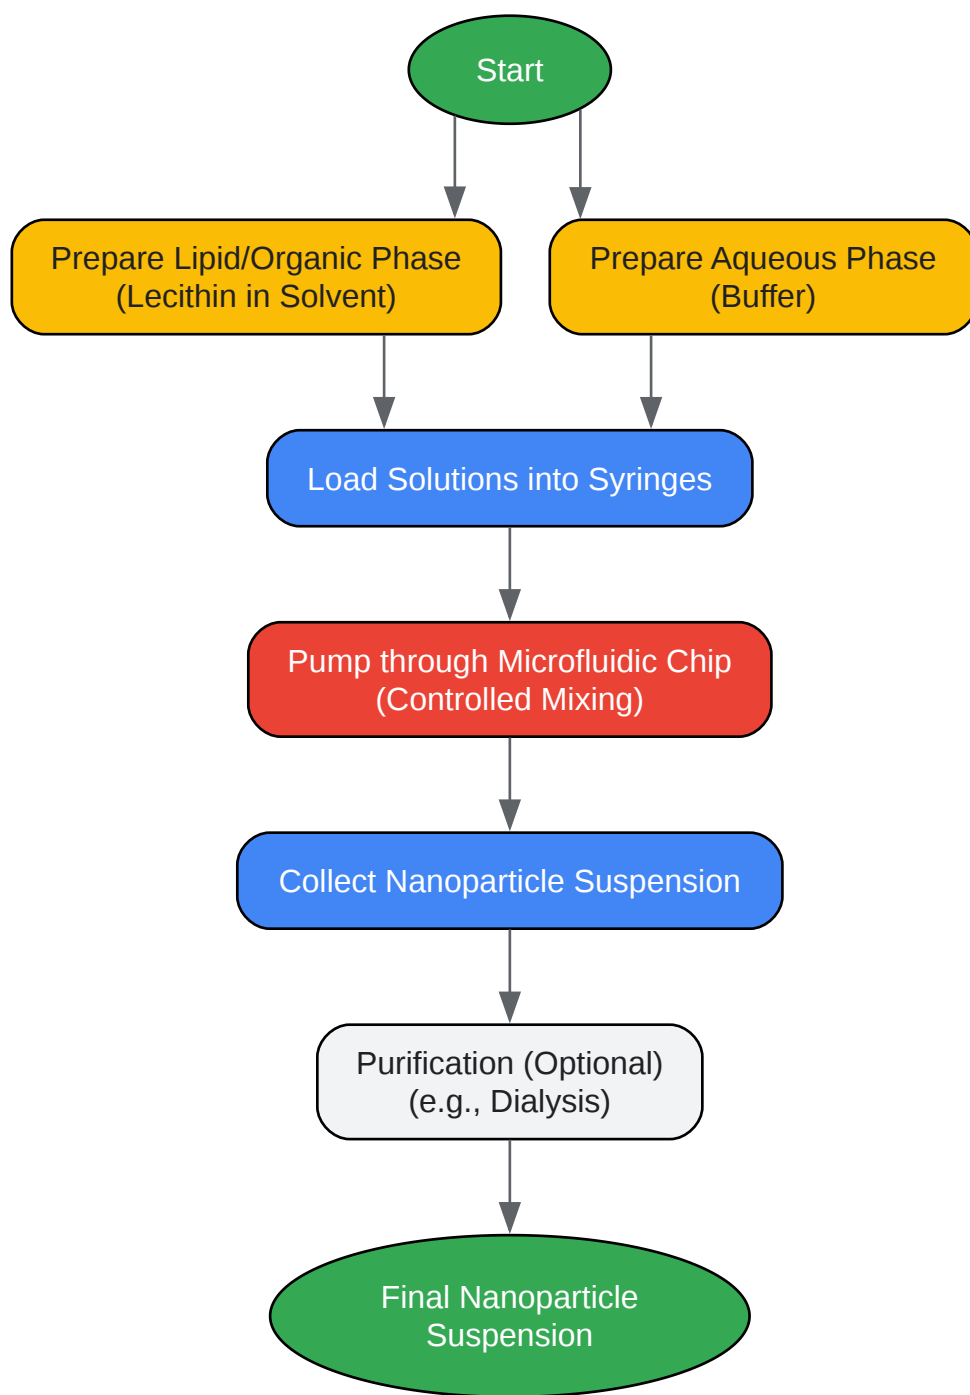 Start
Prepare Lipid/Organic Phase
(Lecithin in Solvent)
Prepare Aqueous Phase
(Buffer)
Load Solutions into Syringes
Pump through Microfluidic Chip
(Controlled Mixing)
Collect Nanoparticle Suspension
Purification (Optional)
(e.g., Dialysis)
Final Nanoparticle
Suspension